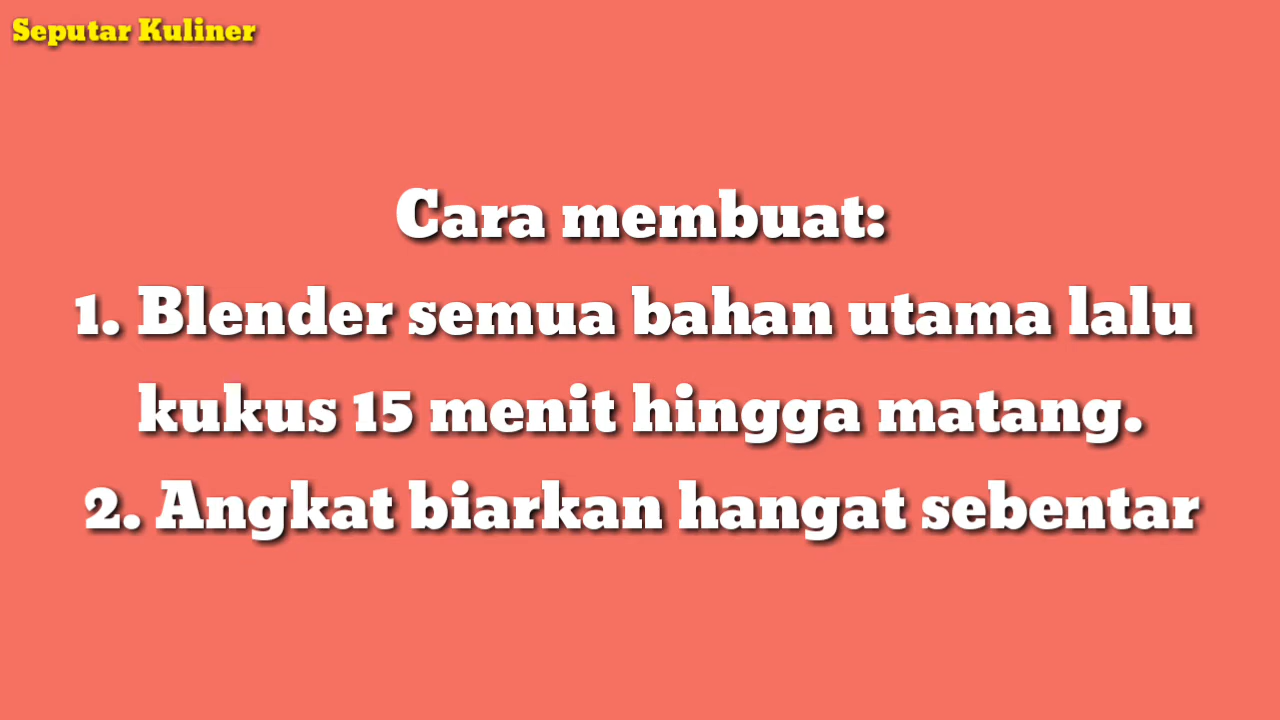 Seputar Kuliner
Cara membuat:
1. Blender semua bahan utama lalu
kukus 15 menit hingga matang.
2. Angkat biarkan hangat sebentar